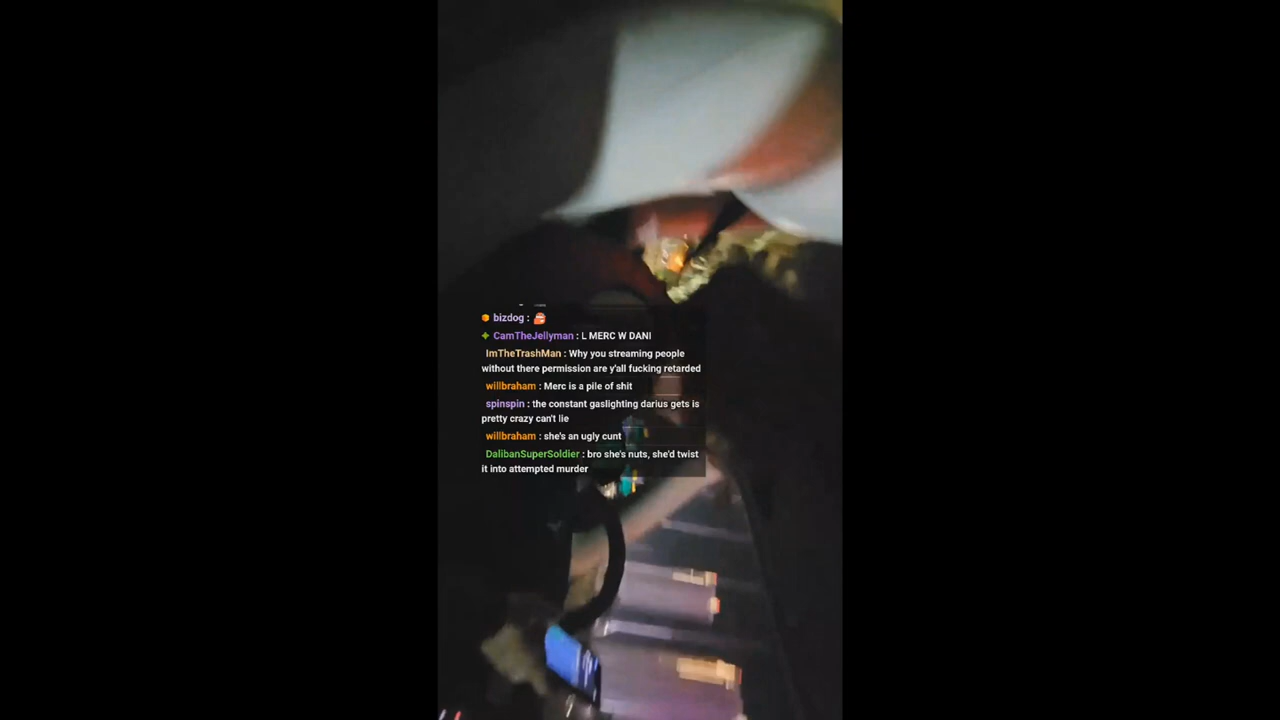 bizdog :
CamTheJellyman : L MERC W DANI
ImTheTrashMan : Why you streaming people
without there permission are y'all fucking retarded
willbraham : Merc is a pile of shit
spinspin : the constant gaslighting darius gets is
pretty crazy can't lie
willbraham : she's an ugly cunt
DalibanSuperSoldier : bro she's nuts, she'd twist
it into attempted murder